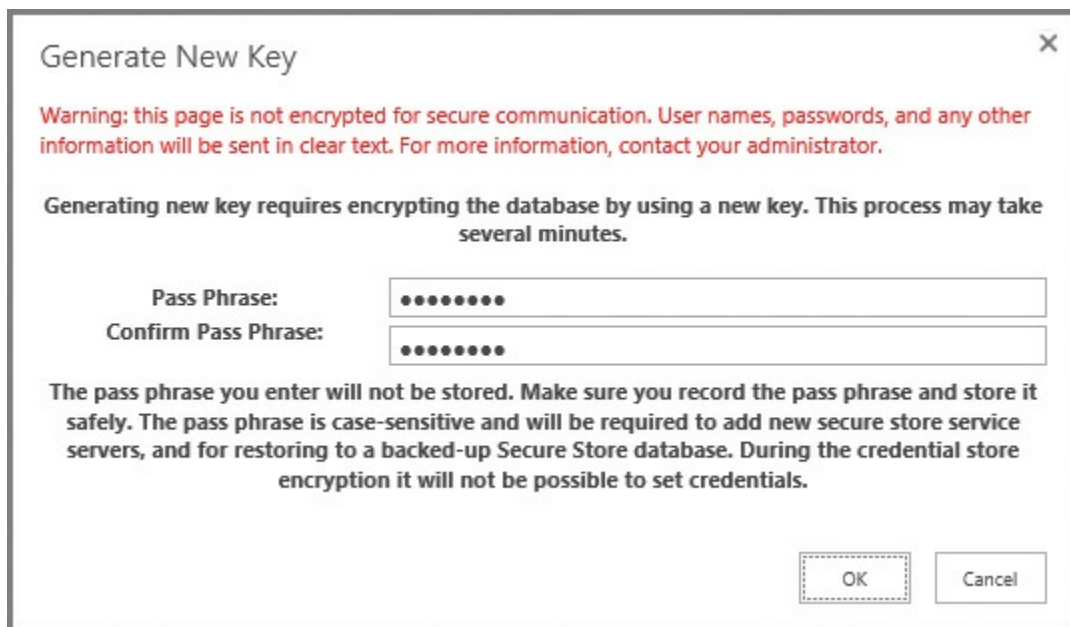 Generate New Key
Warning: this page is not encrypted for secure communication. User names, passwords, and any other
information will be sent in clear text. For more information, contact your administrator.
Generating new key requires encrypting the database by using a new key. This process may take
several minutes.
Pass Phrase:
Confirm Pass Phrase:
The pass phrase you enter will not be stored. Make sure you record the pass phrase and store it
safely. The pass phrase is case-sensitive and will be required to add new secure store service
servers, and for restoring to a backed-up Secure Store database. During the credential store
encryption it will not be possible to set credentials.
OK
Cancel